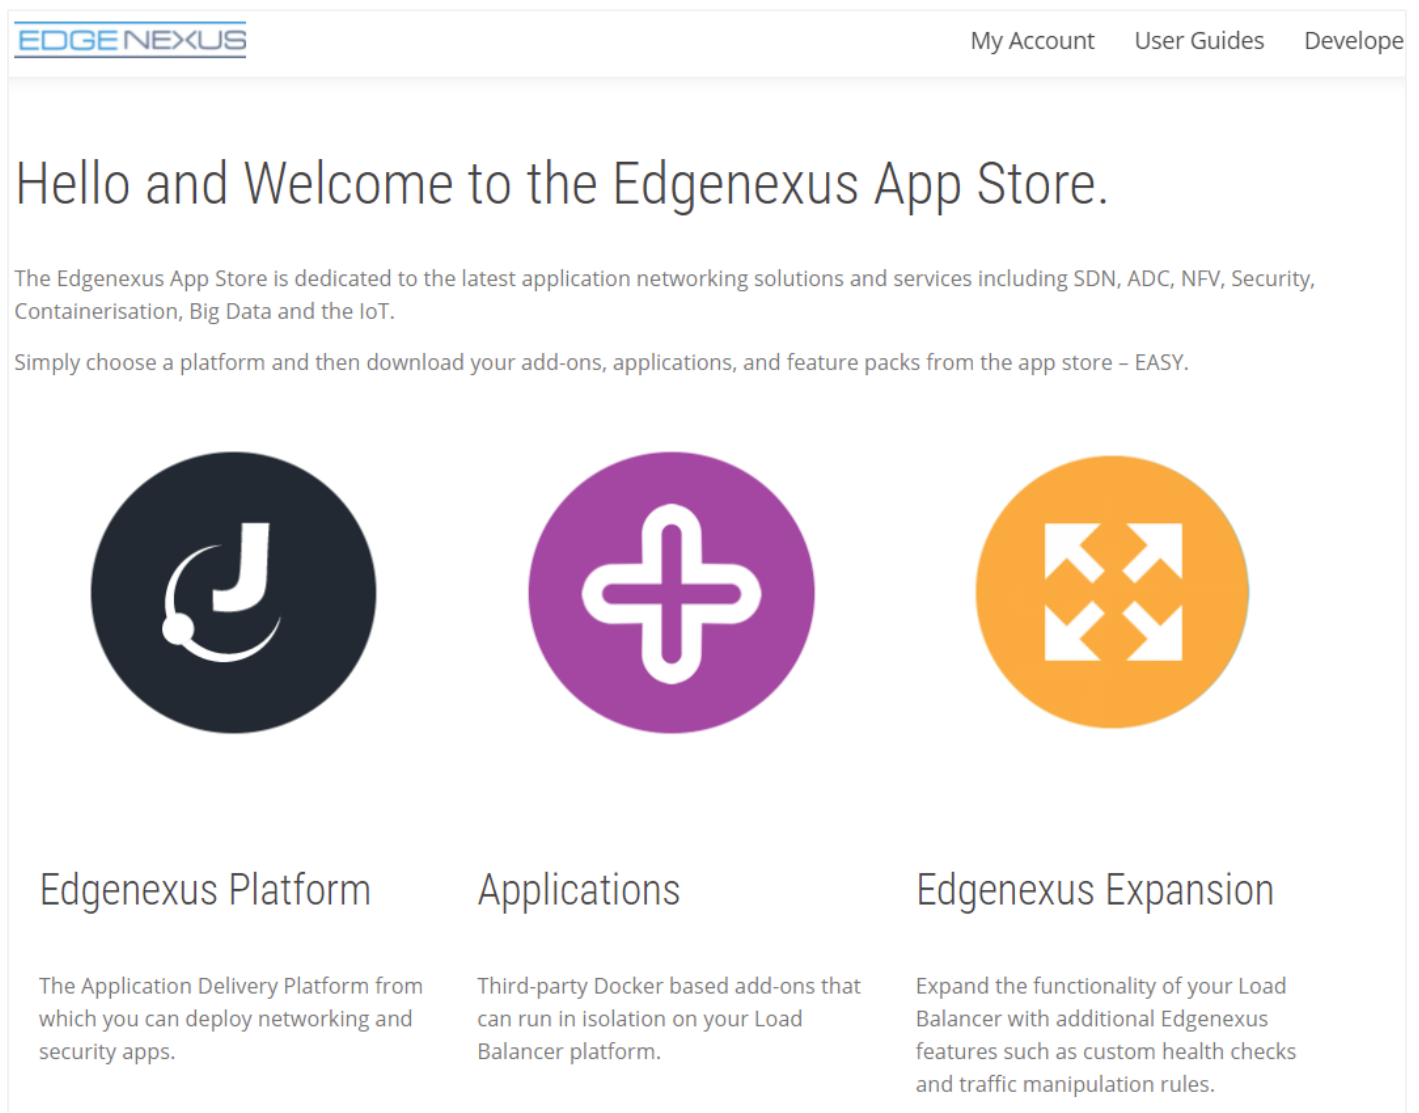 EDGENEXUS
My Account User Guides Develope
Hello and Welcome to the Edgenexus App Store.
The Edgenexus App Store is dedicated to the latest application networking solutions and services including SDN, ADC, NFV, Security,
Containerisation, Big Data and the IoT.
Simply choose a platform and then download your add-ons, applications, and feature packs from the app store – EASY.
J
Edgenexus Platform
The Application Delivery Platform from
which you can deploy networking and
security apps.
Applications
Third-party Docker based add-ons that
can run in isolation on your Load
Balancer platform.
Edgenexus Expansion
Expand the functionality of your Load
Balancer with additional Edgenexus
features such as custom health checks
and traffic manipulation rules.